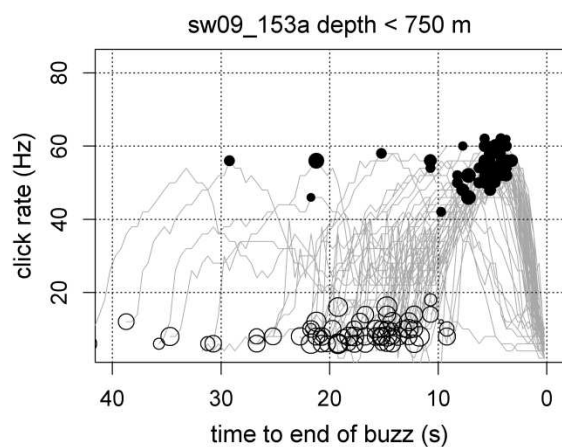 sw09_153a depth < 750 m
80
60
40
20
click rate (Hz)
40 30 20 10 0
time to end of buzz (s)